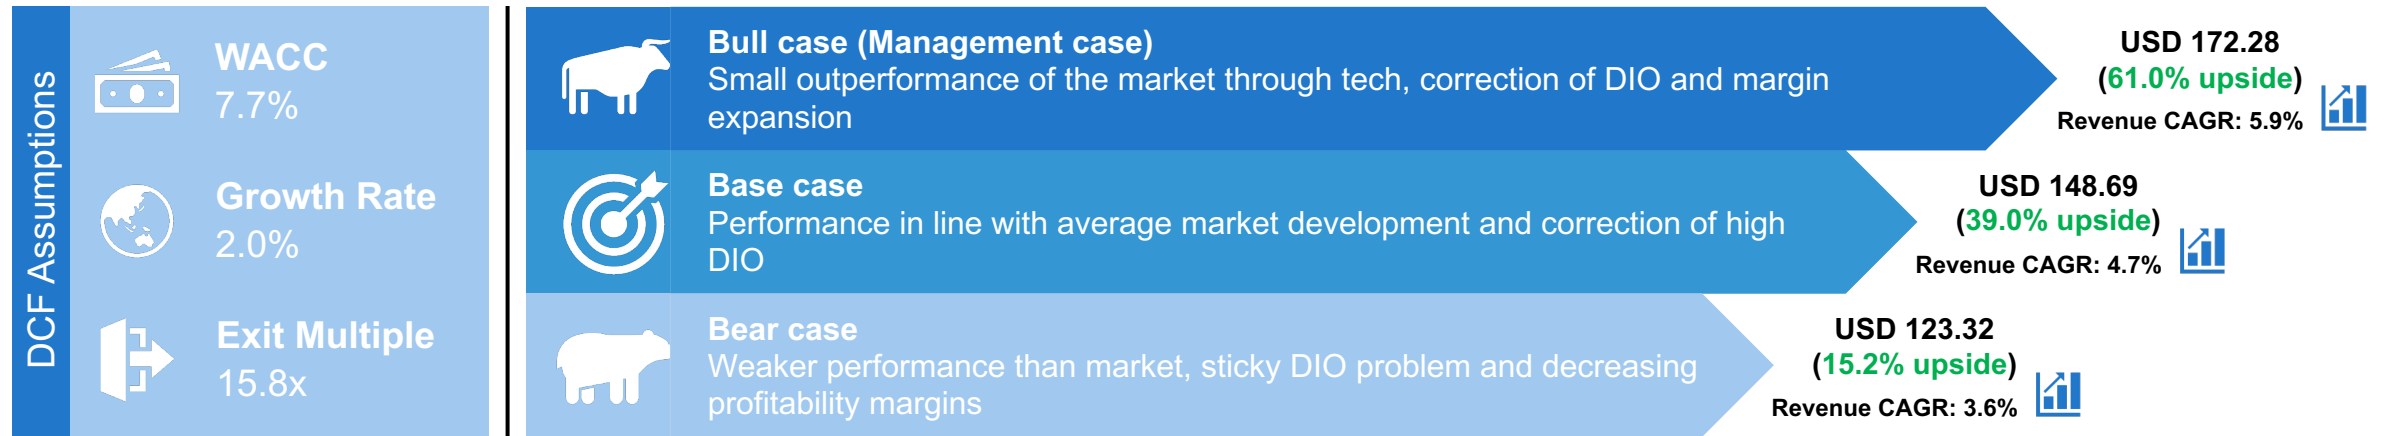 DCF Assumptions
WACC
7.7%
Growth Rate
2.0%
Exit Multiple
15.8x
Bull case (Management case)
Small outperformance of the market through tech, correction of DIO and margin
expansion
USD 172.28
(61.0% upside)
Revenue CAGR: 5.9%
Base case
Performance in line with average market development and correction of high
DIO
USD 148.69
(39.0% upside)
Revenue CAGR: 4.7%
Bear case
Weaker performance than market, sticky DIO problem and decreasing
profitability margins
USD 123.32
(15.2% upside)
Revenue CAGR: 3.6%